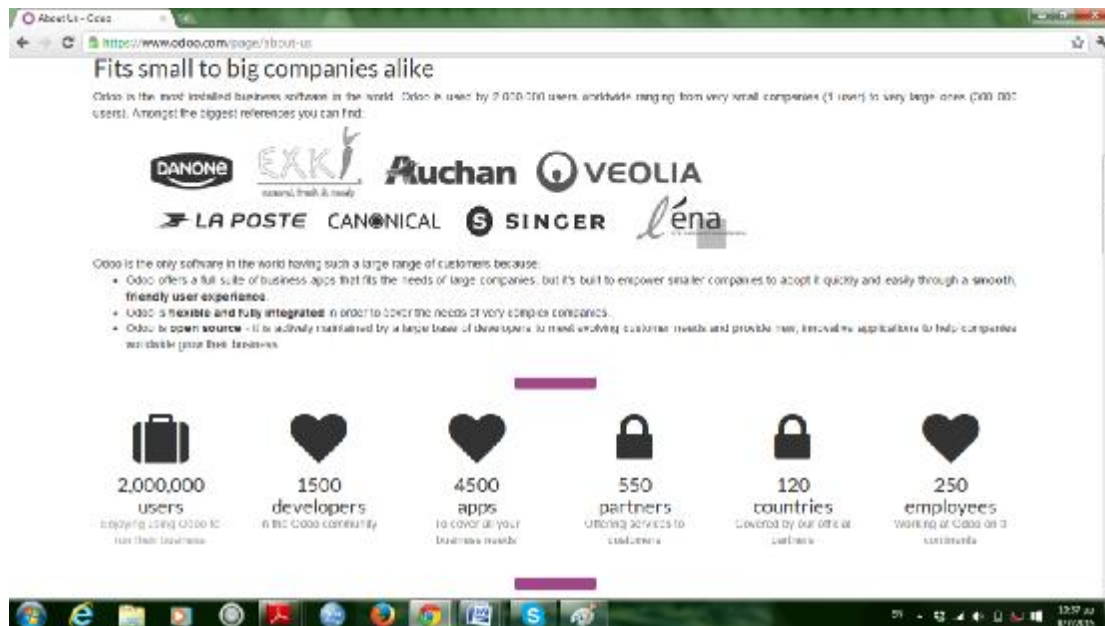 About Us - Odoo
https://www.odoo.com/page/about-us
Fits small to big companies alike
Odoo is the most installed business software in the world. Odoo is used by 2.000.000 users worldwide ranging from very small companies (1 user) to very large ones (300 000
users). Amongst the biggest references you can find:
DANONE EXKi Auchan VEOLIA
natural, fresh & ready
LA POSTE CANONICAL S SINGER léna
Odoo is the only software in the world having such a large range of customers because:
Odoo offers a full suite of business apps that fits the needs of large companies, but it's built to empower smaller companies to adopt it quickly and easily through a smooth,
friendly user experience.
Odoo is flexible and fully integrated in order to cover the needs of very complex companies.
Odoo is open source - it is actively maintained by a large base of developers to meet evolving customer needs and provide new, innovative applications to help companies
worldwide grow their business.
2,000,000 1500 4500 550 120 250
users developers apps partners countries employees
Enjoying using Odoo to in the Odoo community To cover all your Offering services to Covered by our official Working at Odoo on 3
run their business business needs customers partners continents